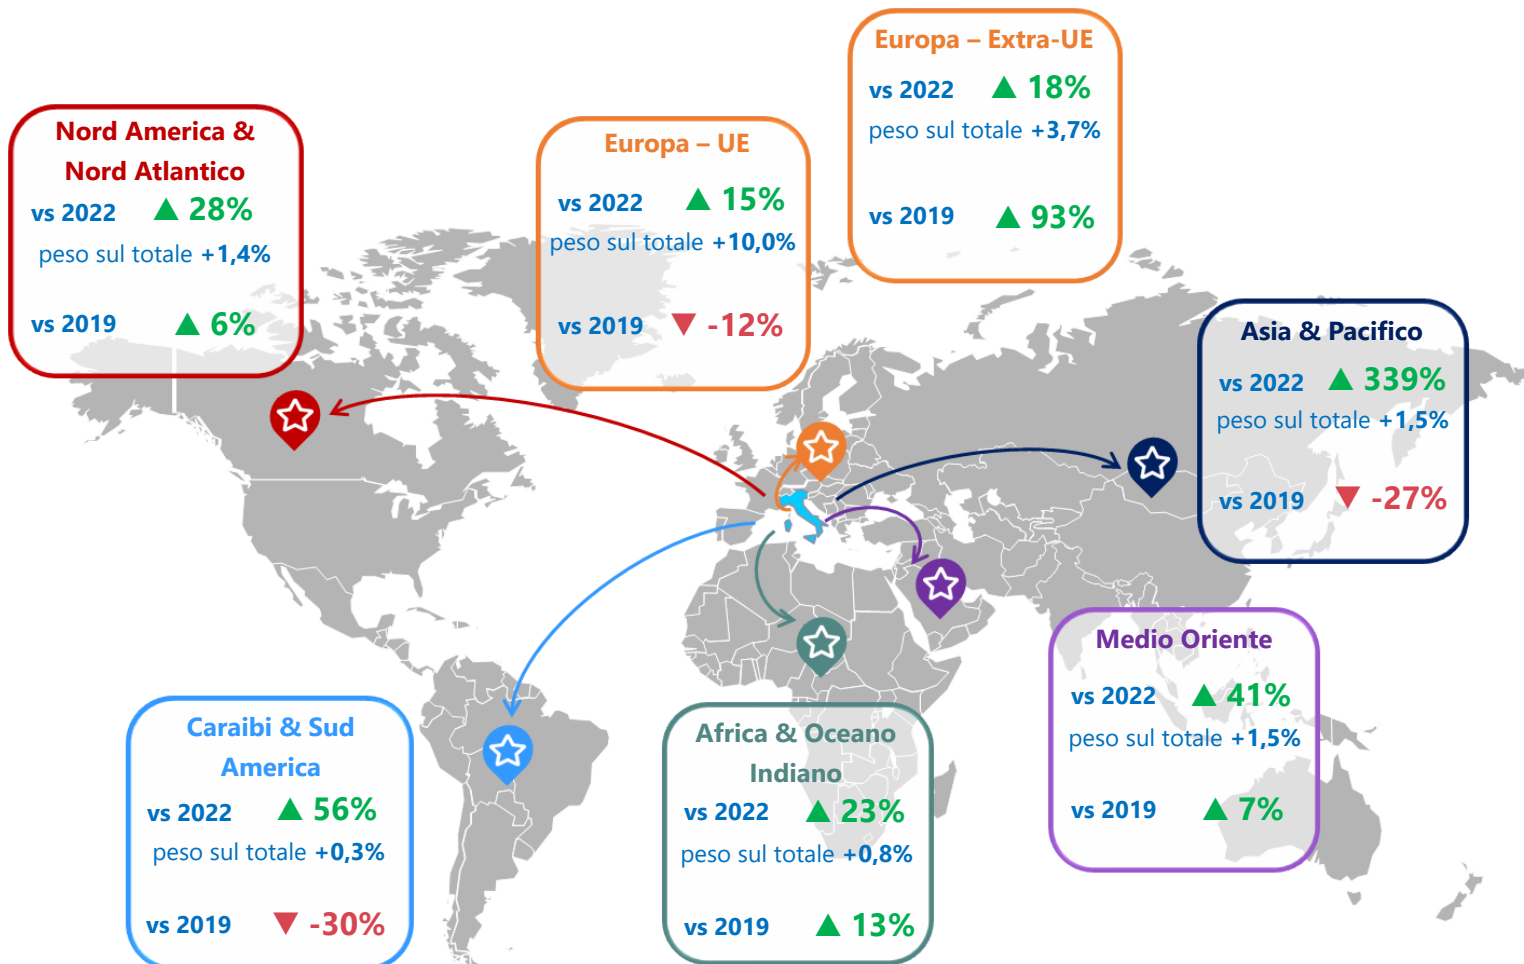 Europa – Extra-UE
vs 2022 ▲ 18%
peso sul totale +3,7%
vs 2019 ▲ 93%
Nord America &
Nord Atlantico
vs 2022 ▲ 28%
peso sul totale +1,4%
vs 2019 ▲ 6%
Europa – UE
vs 2022 ▲ 15%
peso sul totale +10,0%
vs 2019 ▼ -12%
Asia & Pacifico
vs 2022 ▲ 339%
peso sul totale +1,5%
vs 2019 ▼ -27%
Medio Oriente
vs 2022 ▲ 41%
peso sul totale +1,5%
vs 2019 ▲ 7%
Caraibi & Sud
America
vs 2022 ▲ 56%
peso sul totale +0,3%
vs 2019 ▼ -30%
Africa & Oceano
Indiano
vs 2022 ▲ 23%
peso sul totale +0,8%
vs 2019 ▲ 13%